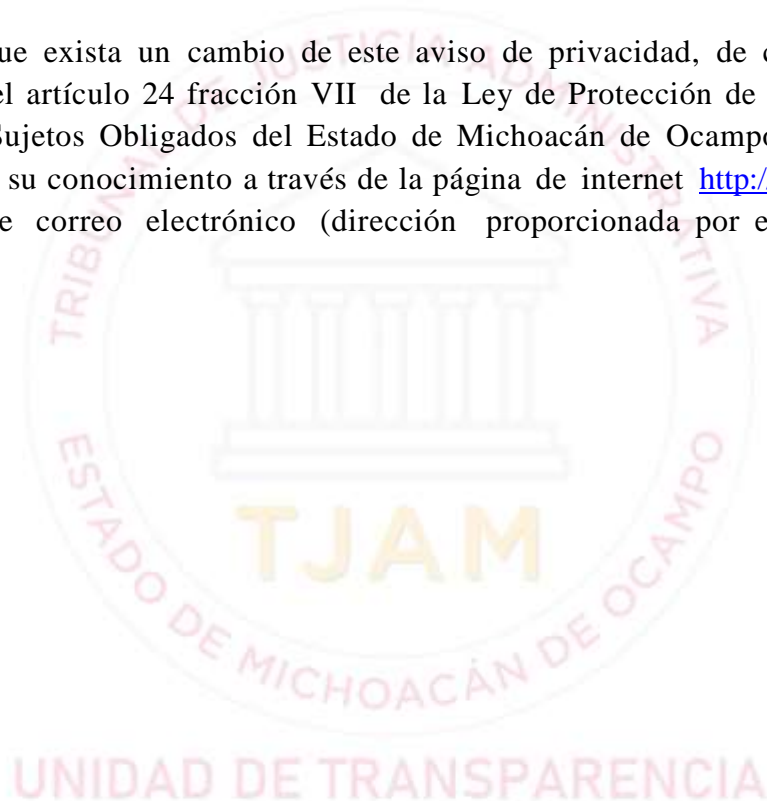 ue exista un cambio de este aviso de privacidad, de c
el artículo 24 fracción VII de la Ley de Protección de
Sujetos Obligados del Estado de Michoacán de Ocampo
su conocimiento a través de la página de internet http:/
e correo electrónico (dirección proporcionada por e
TRIBUNAL DE JUSTICIA ADMINISTRATIVA
TJAM
ESTADO DE MICHOACÁN DE OCAMPO
UNIDAD DE TRANSPARENCIA